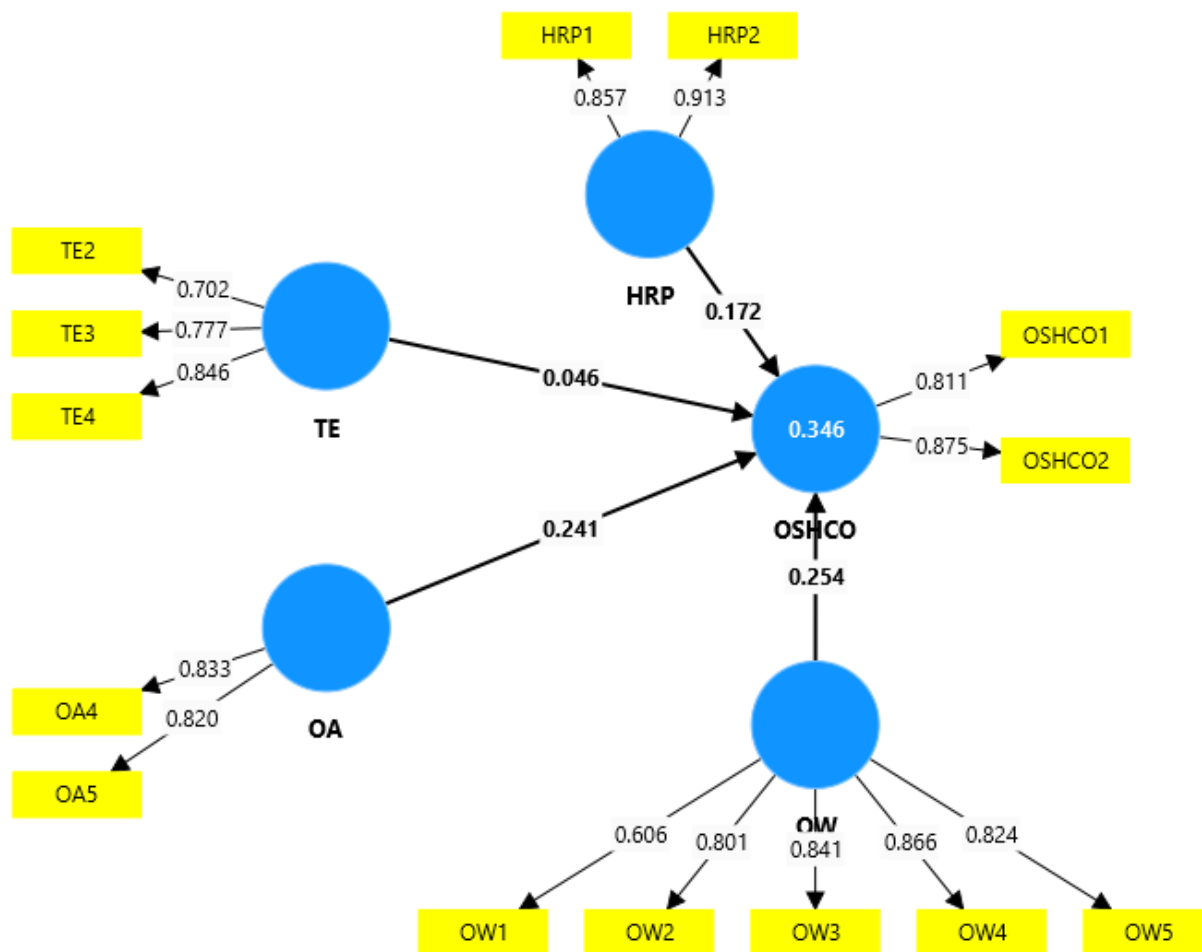 HRP1 HRP2
0.857 0.913
HRP
TE2
TE3
TE4
0.702
0.777
0.846
TE
0.172
0.046
OSHCO1
OSHCO2
0.811
0.875
0.346
OSHCO
0.241
0.254
OA4
OA5
0.833
0.820
OA
OW
0.606 0.801 0.841 0.866 0.824
OW1 OW2 OW3 OW4 OW5